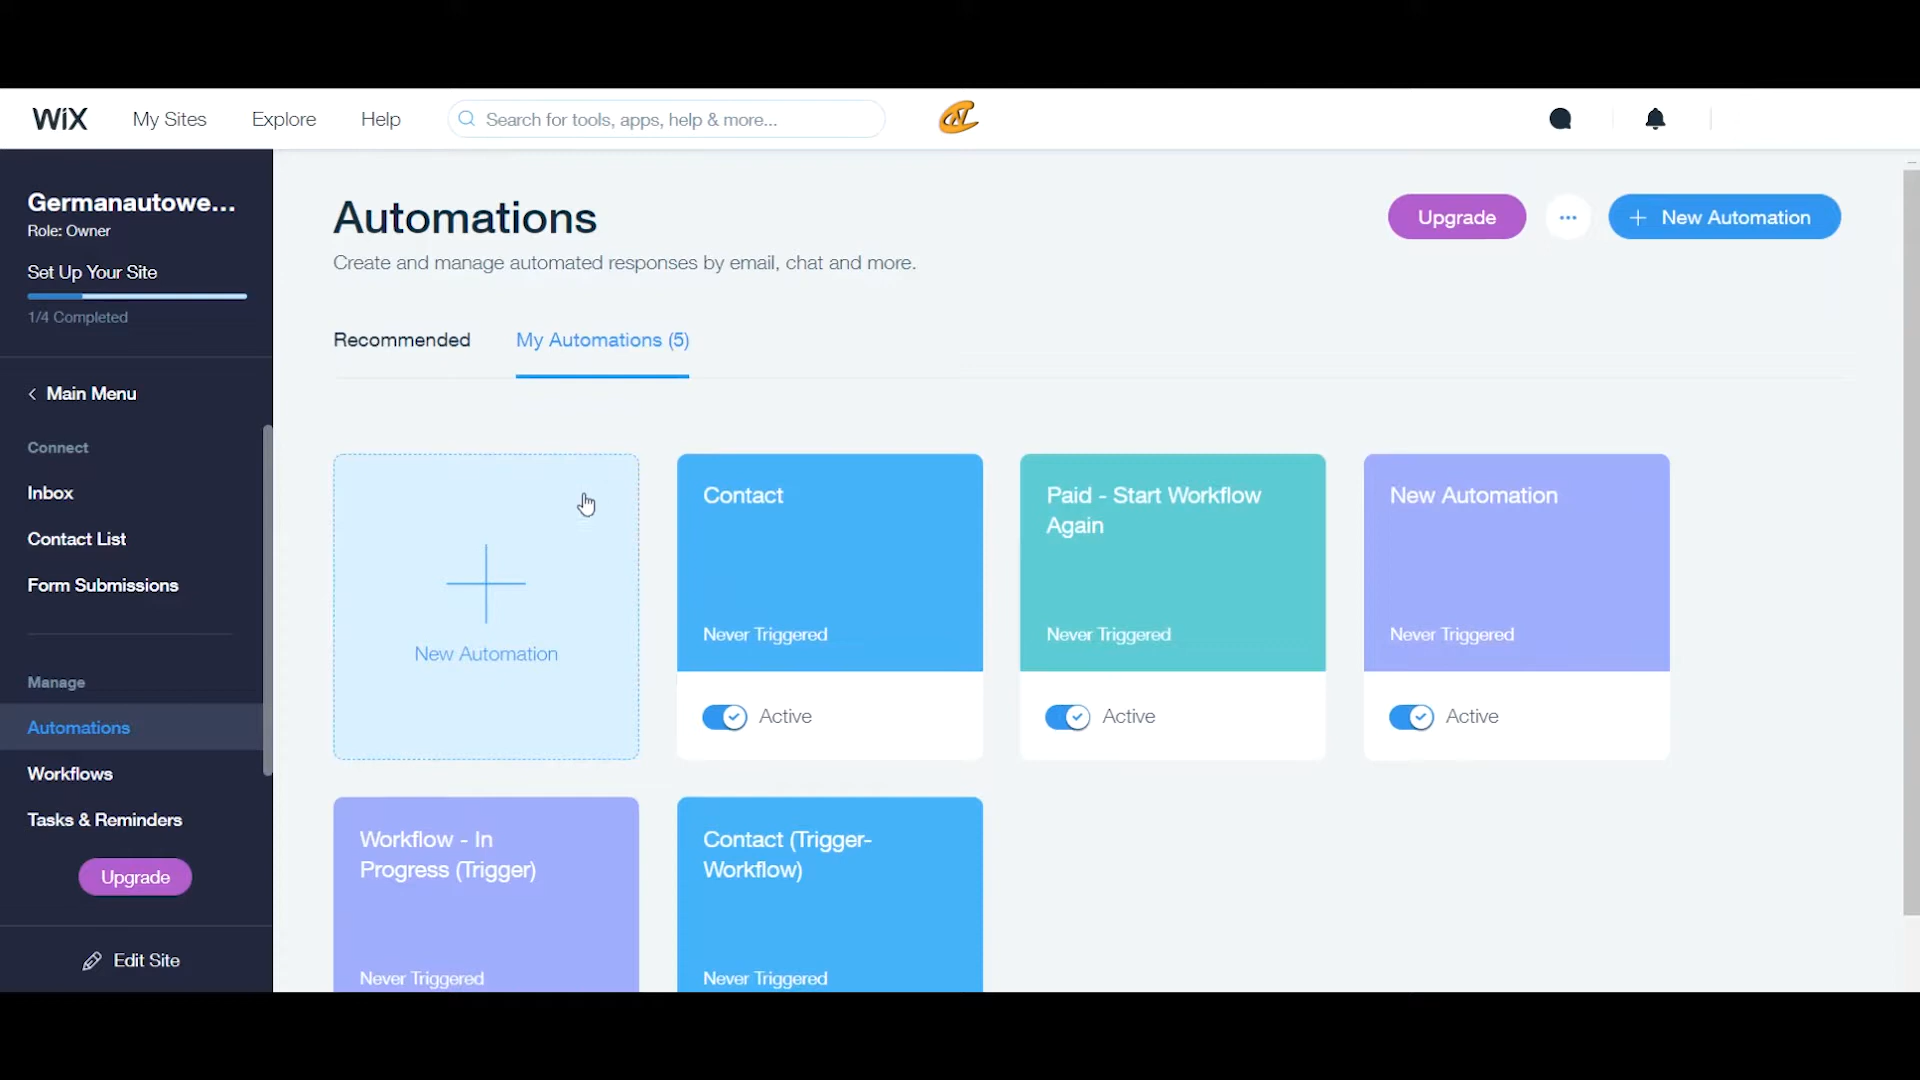 WiX
My Sites
Explore
Help
Search for tools, apps, help & more...
Germanautowe...
Role: Owner
Set Up Your Site
1/4 Completed
Main Menu
Connect
Inbox
Contact List
Form Submissions
Manage
Automations
Workflows
Tasks & Reminders
Upgrade
Edit Site
Automations
Create and manage automated responses by email, chat and more.
Upgrade
...
+ New Automation
Recommended
My Automations (5)
New Automation
Contact
Never Triggered
Active
Paid - Start Workflow
Again
Never Triggered
Active
New Automation
Never Triggered
Active
Workflow - In
Progress (Trigger)
Never Triggered
Contact (Trigger-
Workflow)
Never Triggered